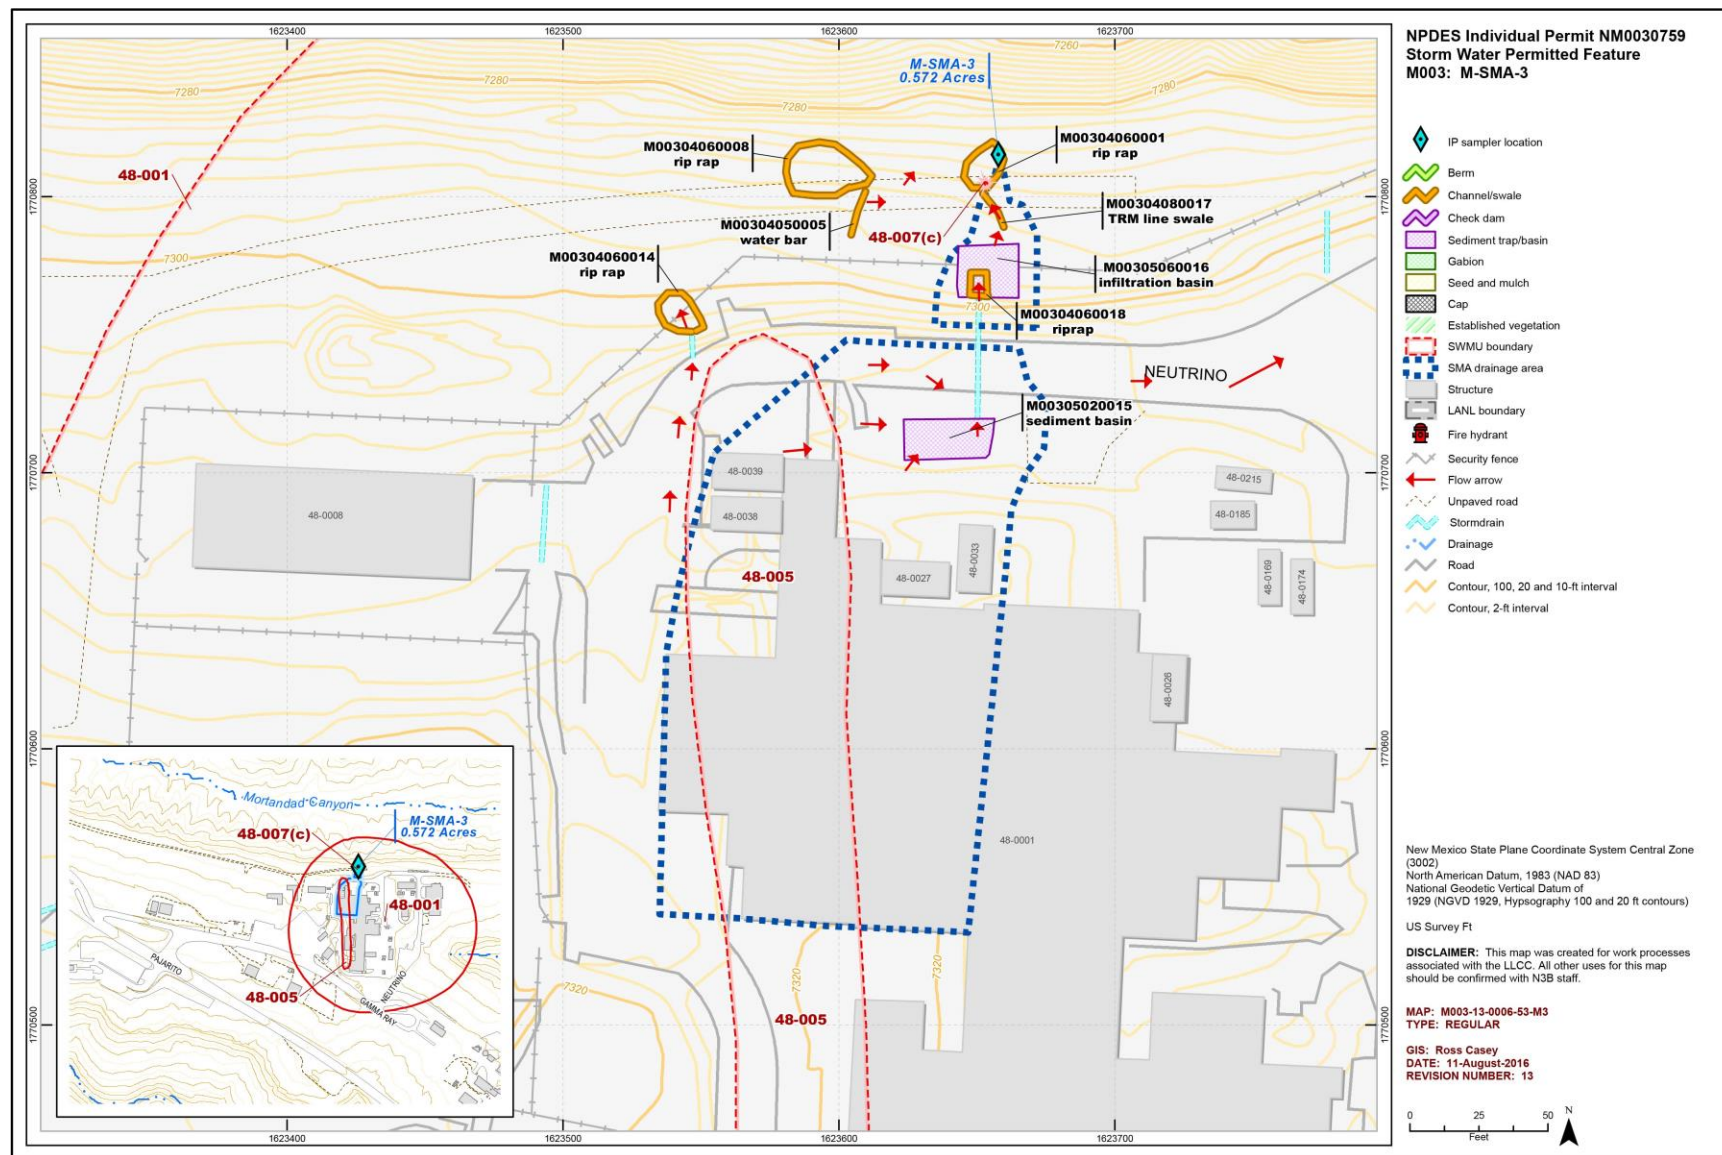 NPDES Individual Permit NM0030759
Storm Water Permitted Feature
M003: M-SMA-3
1623400
1623500
1623600
1623700
7260
7280
7280
7280
M-SMA-3
0.572 Acres
M00304060008
rip rap
M00304060001
rip rap
48-001
1770800
1770800
M00304080017
TRM line swale
M00304050005
water bar
48-007(c)
M00304060014
rip rap
7300
M00305060016
infiltration basin
7300
M00304060018
riprap
NEUTRINO
M00305020015
sediment basin
1770700
1770700
48-0039
48-0038
48-0008
48-0215
48-0185
48-0033
48-0027
48-0169
48-0174
48-005
48-0026
1770600
1770600
48-0001
7320
7320
7320
48-005
1770500
1770500
1623400
1623500
1623600
1623700
Mortandad Canyon
M-SMA-3
0.572 Acres
48-007(c)
48-001
48-005
PAJARITO
NEUTRINO
GAMMA RAY
IP sampler location
Berm
Channel/swale
Check dam
Sediment trap/basin
Gabion
Seed and mulch
Cap
Established vegetation
SWMU boundary
SMA drainage area
Structure
LANL boundary
Fire hydrant
Security fence
Flow arrow
Unpaved road
Stormdrain
Drainage
Road
Contour, 100, 20 and 10-ft interval
Contour, 2-ft interval
New Mexico State Plane Coordinate System Central Zone
(3002)
North American Datum, 1983 (NAD 83)
National Geodetic Vertical Datum of
1929 (NGVD 1929, Hypsography 100 and 20 ft contours)
US Survey Ft
DISCLAIMER: This map was created for work processes
associated with the LLCC. All other uses for this map
should be confirmed with N3B staff.
MAP: M003-13-0006-53-M3
TYPE: REGULAR
GIS: Ross Casey
DATE: 11-August-2016
REVISION NUMBER: 13
0 25 50
Feet
N